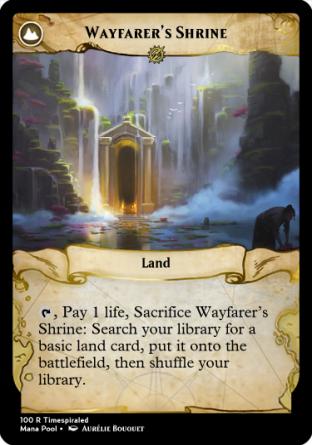 Wayfarer's Shrine
Land
, Pay 1 life, Sacrifice Wayfarer's
Shrine: Search your library for a
basic land card, put it onto the
battlefield, then shuffle your
library.
100 R Timespiraled
Mana Pool • Aurélie Bouquet